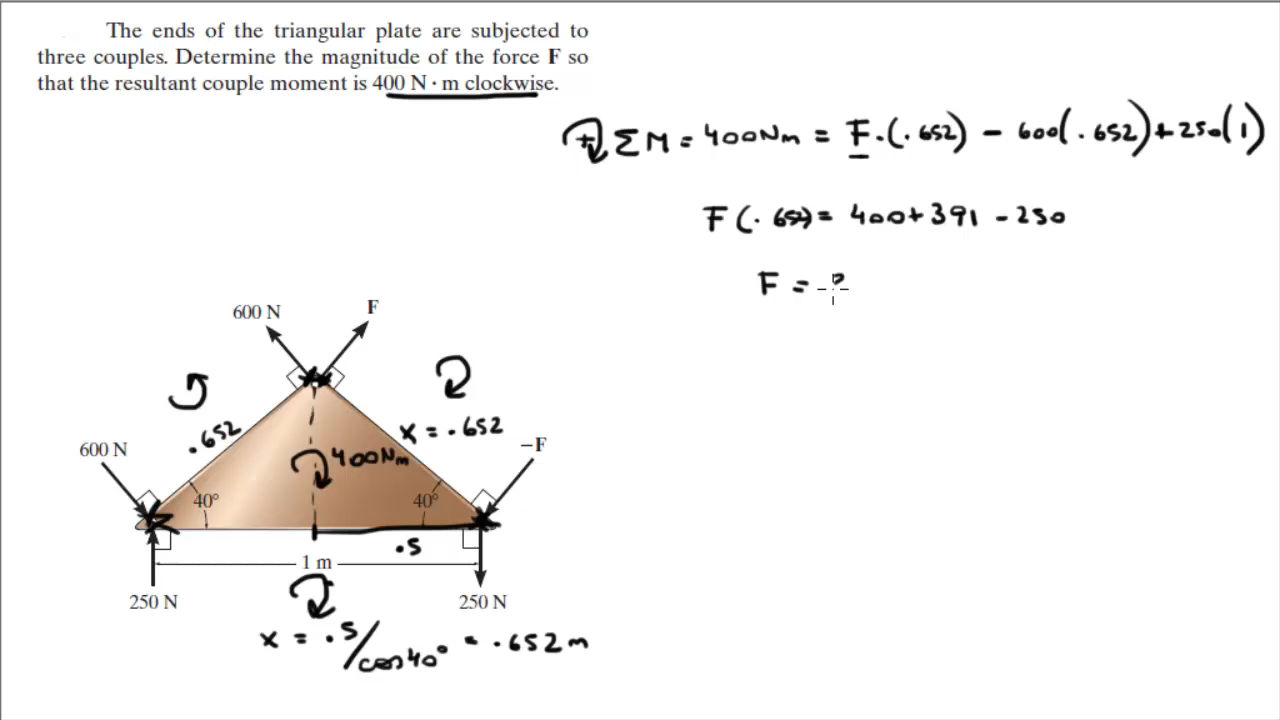 The ends of the triangular plate are subjected to
three couples. Determine the magnitude of the force F so
that the resultant couple moment is 400 N · m clockwise.
+ ΣM = 400Nm = F·(.652) - 600(.652)+250(1)
F(.652)= 400+391 -250
F =
600 N
F
.652
x = .652
600 N
-F
400Nm
40°
40°
.5
1 m
250 N
250 N
x = .5/cos40° = .652m